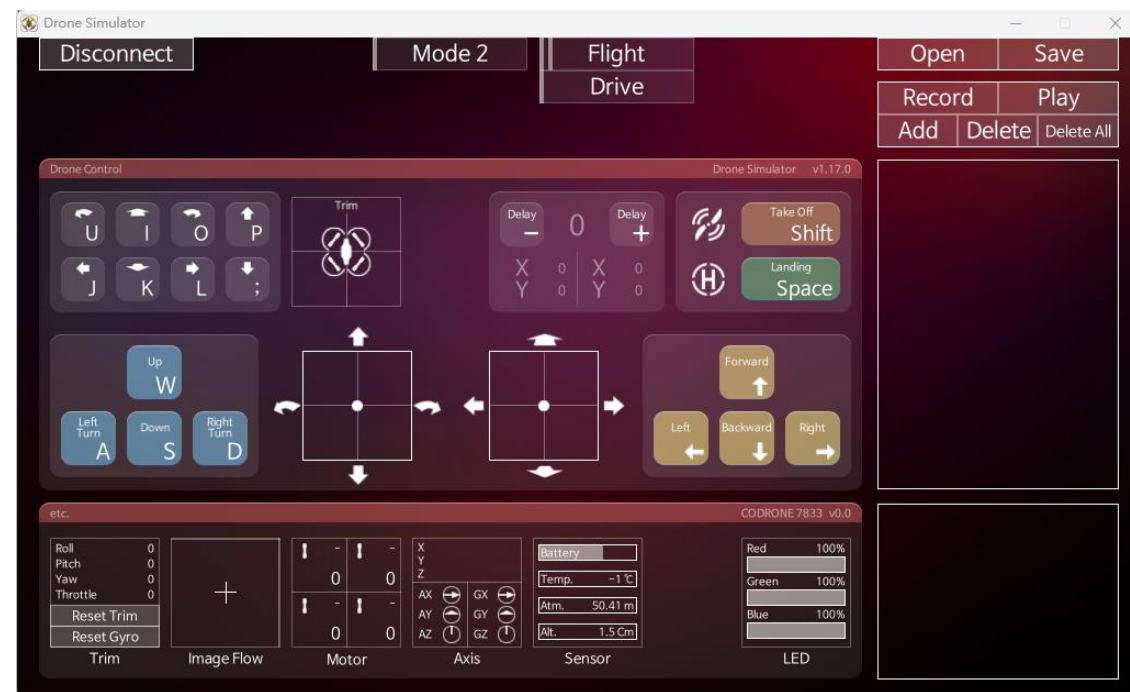 Drone Simulator
Disconnect
Mode 2
Flight
Drive
Open Save
Record Play
Add Delete Delete All
Drone Control
Drone Simulator v1.17.0
U I O P
J K L ;
Trim
Delay − 0 Delay +
X 0 X 0
Y 0 Y 0
Take Off
Shift
H
Landing
Space
Up
W
Left Turn
A
Down
S
Right Turn
D
Forward
Left
Backward
Right
etc.
CODRONE 7833 v0.0
Roll 0
Pitch 0
Yaw 0
Throttle 0
Reset Trim
Reset Gyro
Trim
Image Flow
- -
0 0
- -
0 0
Motor
X
Y
Z
AX GX
AY GY
AZ GZ
Axis
Battery
Temp. −1 ℃
Atm. 50.41 m
Alt. 1.5 Cm
Sensor
Red 100%
Green 100%
Blue 100%
LED